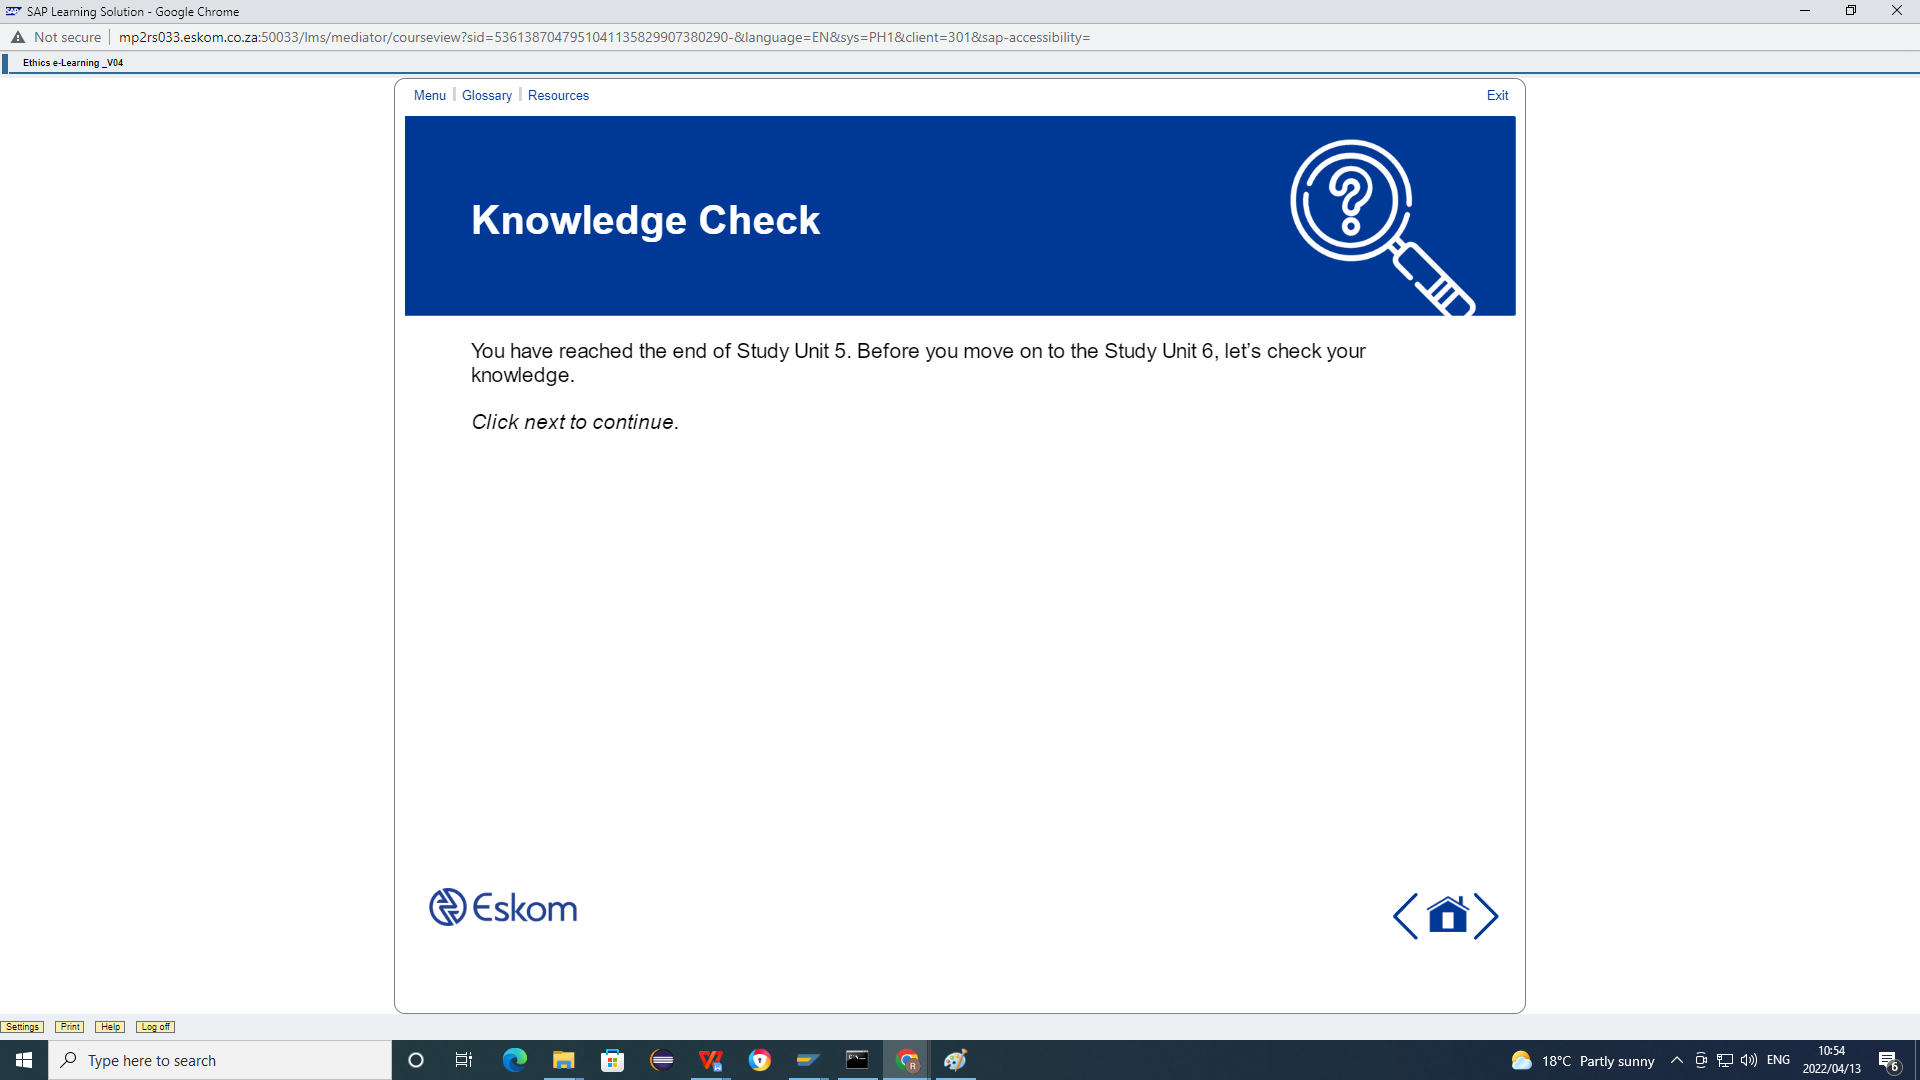 SAP Learning Solution - Google Chrome
Not secure
mp2rs033.eskom.co.za:50033/lms/mediator/courseview?sid=5361387047951041135829907380290-&language=EN&sys=PH1&client=301&sap-accessibility=
Ethics e-Learning _V04
Menu
Glossary
Resources
Exit
Knowledge Check
You have reached the end of Study Unit 5. Before you move on to the Study Unit 6, let’s check your
knowledge.
Click next to continue.
Eskom
Settings
Print
Help
Log off
Type here to search
18°C Partly sunny
ENG
10:54
2022/04/13
6